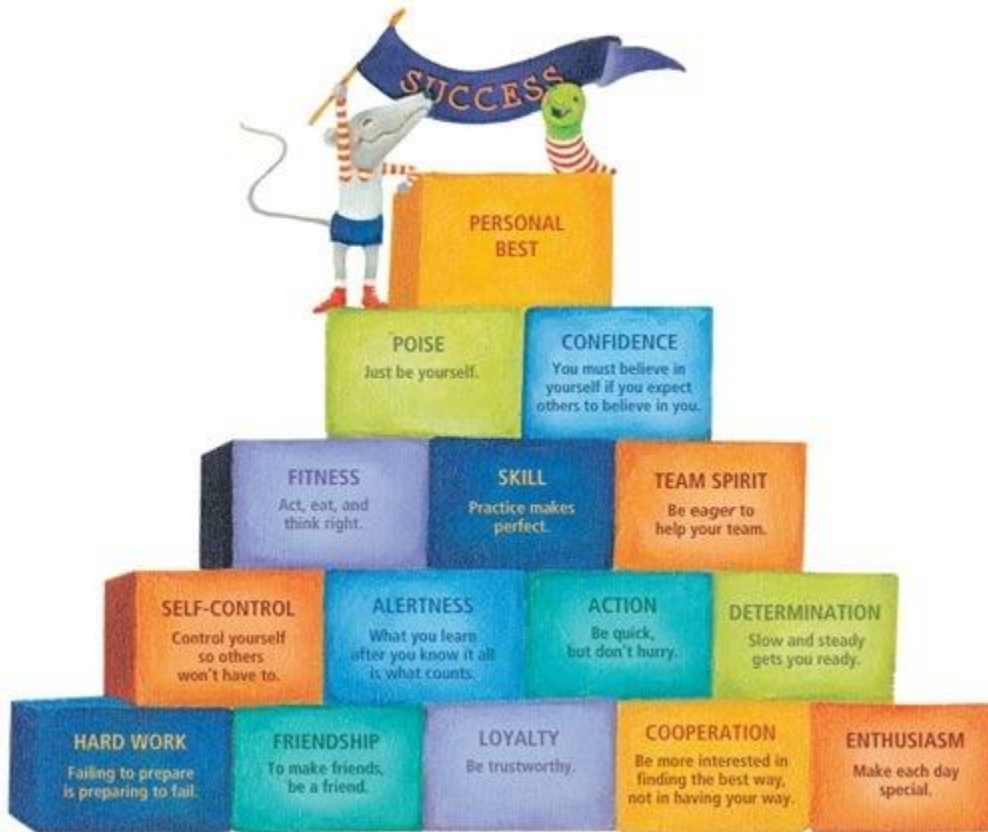 SUCCESS
PERSONAL
BEST
POISE
Just be yourself.
CONFIDENCE
You must believe in
yourself if you expect
others to believe in you.
FITNESS
Act, eat, and
think right.
SKILL
Practice makes
perfect.
TEAM SPIRIT
Be eager to
help your team.
SELF-CONTROL
Control yourself
so others
won't have to.
ALERTNESS
What you learn
after you know it all
is what counts.
ACTION
Be quick,
but don't hurry.
DETERMINATION
Slow and steady
gets you ready.
HARD WORK
Failing to prepare
is preparing to fail.
FRIENDSHIP
To make friends,
be a friend.
LOYALTY
Be trustworthy.
COOPERATION
Be more interested in
finding the best way,
not in having your way.
ENTHUSIASM
Make each day
special.